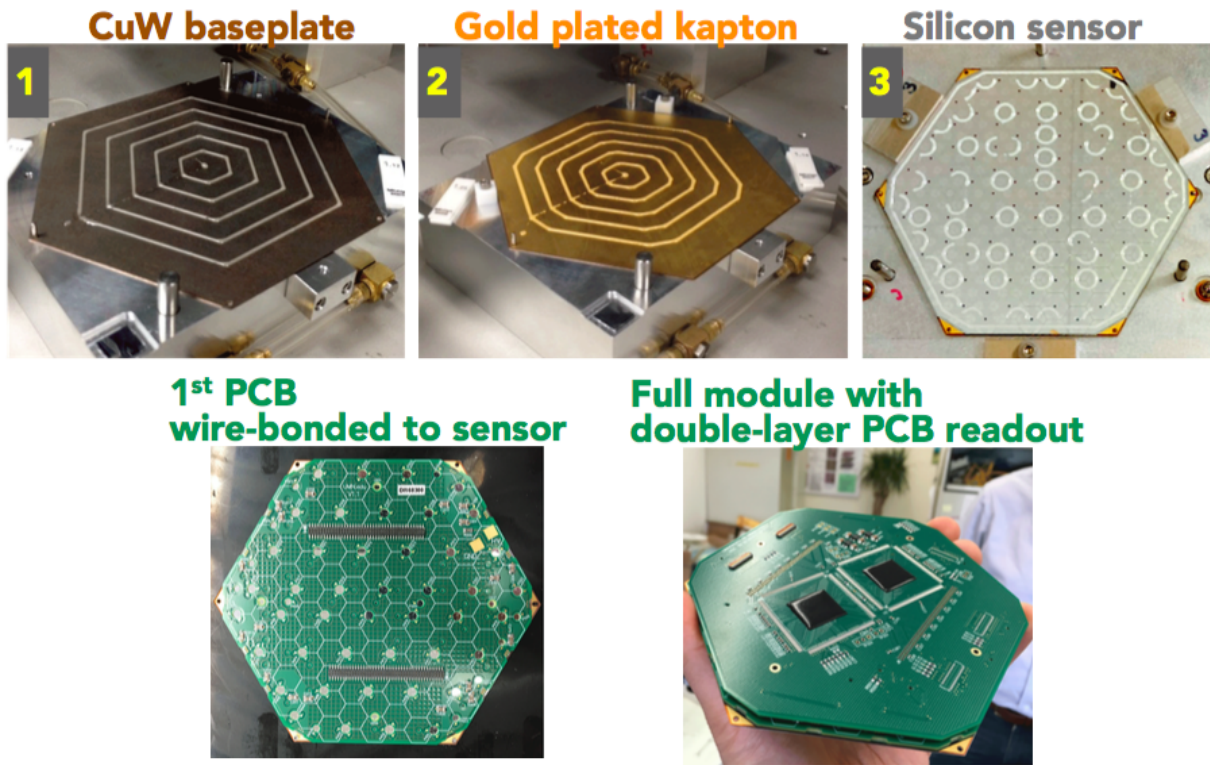 CuW baseplate
Gold plated kapton
Silicon sensor
1
2
3
1st PCB
wire-bonded to sensor
Full module with
double-layer PCB readout